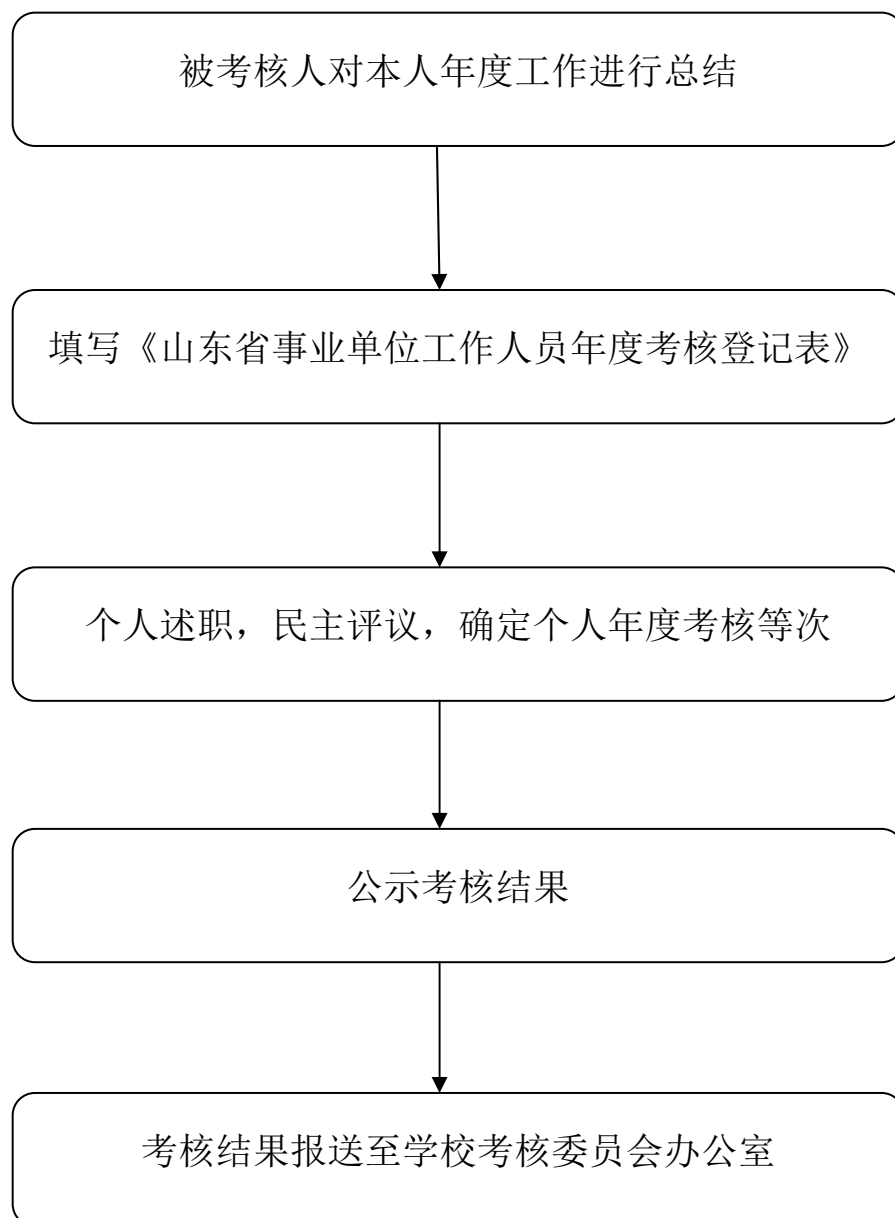 被考核人对本人年度工作进行总结
填写《山东省事业单位工作人员年度考核登记表》
个人述职，民主评议，确定个人年度考核等次
公示考核结果
考核结果报送至学校考核委员会办公室